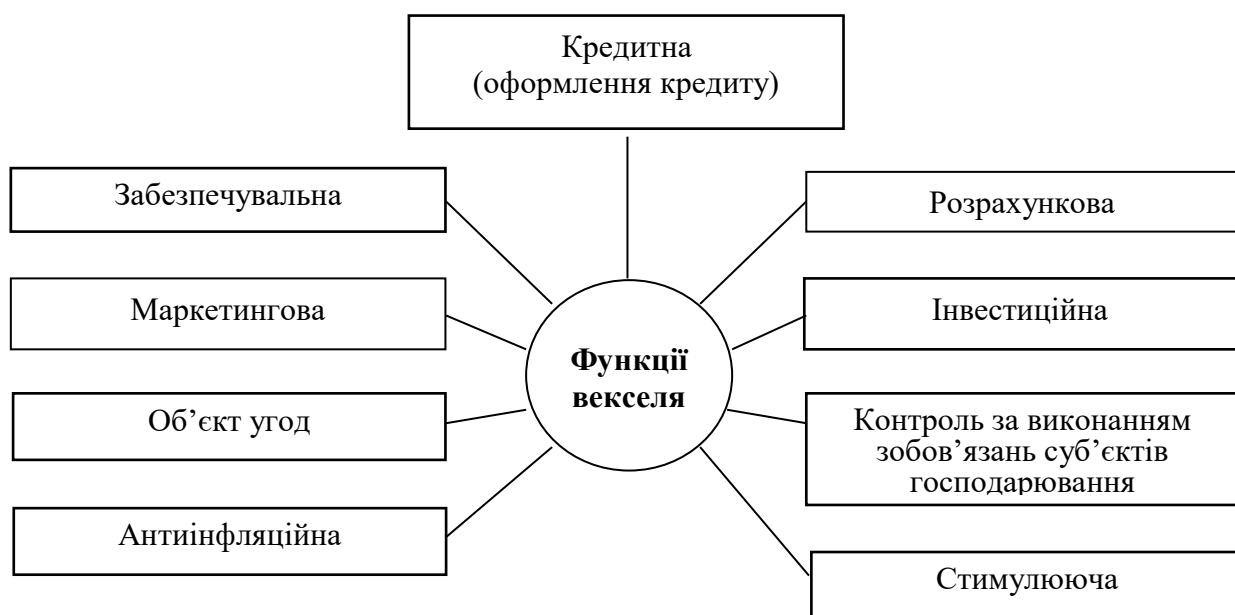 Кредитна
(оформлення кредиту)
Забезпечувальна
Розрахункова
Маркетингова
Інвестиційна
Функції
векселя
Об’єкт угод
Контроль за виконанням
зобов’язань суб’єктів
господарювання
Антиінфляційна
Стимулююча